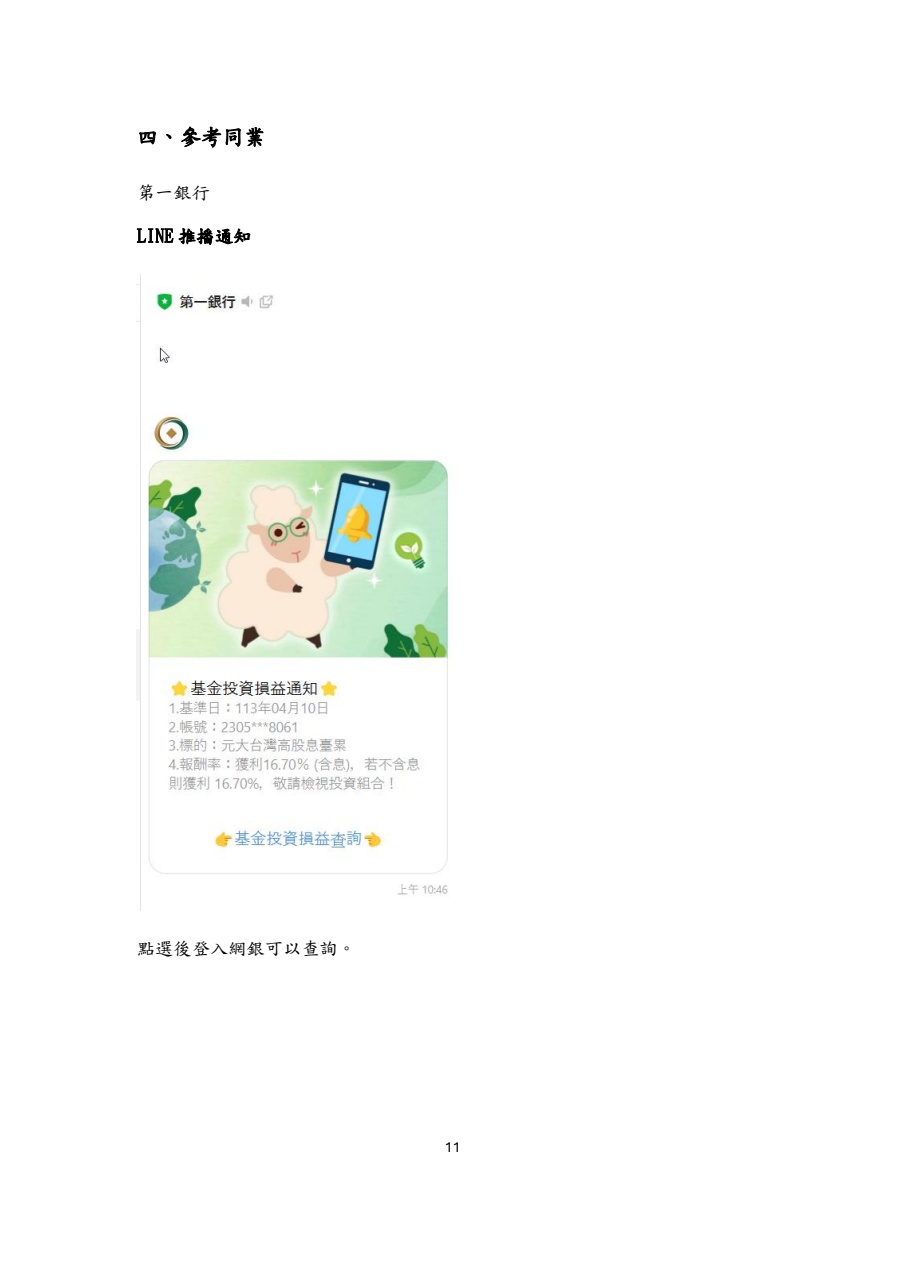 四、參考同業
第一銀行
LINE 推播通知
第一銀行
基金投資損益通知
1.基準日：113年04月10日
2.帳號：2305***8061
3.標的：元大台灣高股息臺累
4.報酬率：獲利16.70% (含息)，若不含息
則獲利 16.70%，敬請檢視投資組合！
基金投資損益查詢
上午 10:46
點選後登入網銀可以查詢。
11